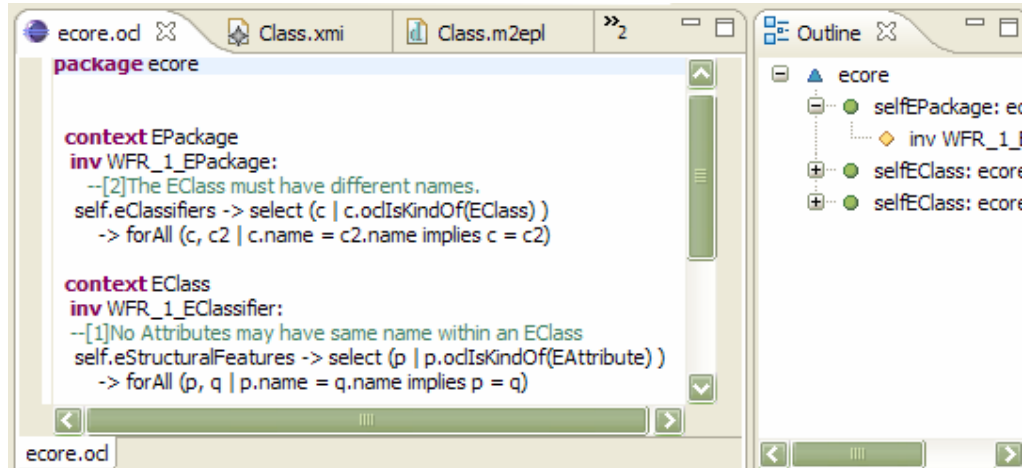 ecore.ocl
Class.xmi
Class.m2epl
»2
package ecore
context EPackage
inv WFR_1_EPackage:
--[2]The EClass must have different names.
self.eClassifiers -> select (c | c.oclIsKindOf(EClass) )
-> forAll (c, c2 | c.name = c2.name implies c = c2)
context EClass
inv WFR_1_EClassifier:
--[1]No Attributes may have same name within an EClass
self.eStructuralFeatures -> select (p | p.oclIsKindOf(EAttribute) )
-> forAll (p, q | p.name = q.name implies p = q)
ecore.ocl
Outline
ecore
selfEPackage: ec
inv WFR_1_E
selfEClass: ecore
selfEClass: ecore